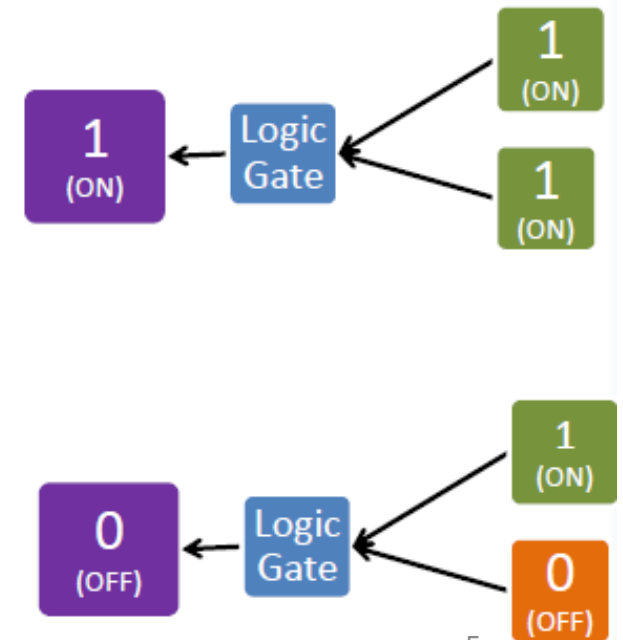 1
(ON)
Logic
Gate
1
(ON)
1
(ON)
0
(OFF)
Logic
Gate
1
(ON)
0
(OFF)